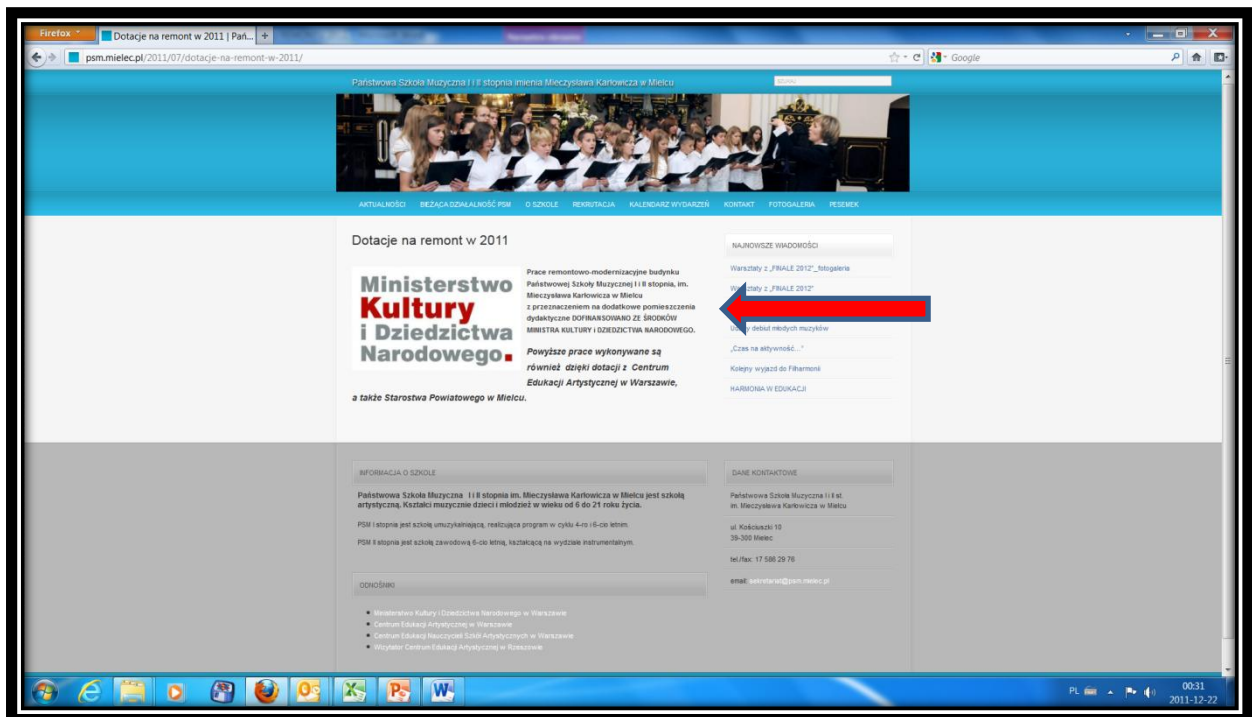 Firefox
Dotacje na remont w 2011 | Pań...
psm.mielec.pl/2011/07/dotacje-na-remont-w-2011/
Google
Państwowa Szkoła Muzyczna I i II stopnia imienia Mieczysława Karłowicza w Mielcu
AKTUALNOŚCI BIEŻĄCA DZIAŁALNOŚĆ PSM O SZKOLE REKRUTACJA KALENDARZ WYDARZEŃ KONTAKT FOTOGALERIA PESEMEK
Dotacje na remont w 2011
Ministerstwo
Kultury
i Dziedzictwa
Narodowego
Prace remontowo-modernizacyjne budynku
Państwowej Szkoły Muzycznej I i II stopnia, im.
Mieczysława Karłowicza w Mielcu
z przeznaczeniem na dodatkowe pomieszczenia
dydaktyczne DOFINANSOWANO ZE ŚRODKÓW
MINISTRA KULTURY i DZIEDZICTWA NARODOWEGO.
Powyższe prace wykonywane są
również dzięki dotacji z Centrum
Edukacji Artystycznej w Warszawie,
a także Starostwa Powiatowego w Mielcu.
NAJNOWSZE WIADOMOŚCI
Warsztaty z „FINALE 2012"_fotogaleria
Warsztaty z „FINALE 2012"
debiut młodych muzyków
„Czas na aktywność..."
Kolejny wyjazd do Filharmonii
HARMONIA W EDUKACJI
INFORMACJA O SZKOLE
Państwowa Szkoła Muzyczna I i II stopnia im. Mieczysława Karłowicza w Mielcu jest szkołą
artystyczną. Kształci muzycznie dzieci i młodzież w wieku od 6 do 21 roku życia.
PSM I stopnia jest szkołą umuzykalniającą, realizująca program w cyklu 4-ro i 6-cio letnim.
PSM II stopnia jest szkołą zawodową 6-cio letnią, kształcącą na wydziale instrumentalnym.
ODNOŚNIKI
Ministerstwo Kultury i Dziedzictwa Narodowego w Warszawie
Centrum Edukacji Artystycznej w Warszawie
Centrum Edukacji Nauczycieli Szkół Artystycznych w Warszawie
Wizytator Centrum Edukacji Artystycznej w Rzeszowie
DANE KONTAKTOWE
Państwowa Szkoła Muzyczna I i II st.
im. Mieczysława Karłowicza w Mielcu
ul. Kościuszki 10
39-300 Mielec
tel./fax: 17 586 29 76
email: sekretariat@psm.mielec.pl
PL
00:31
2011-12-22